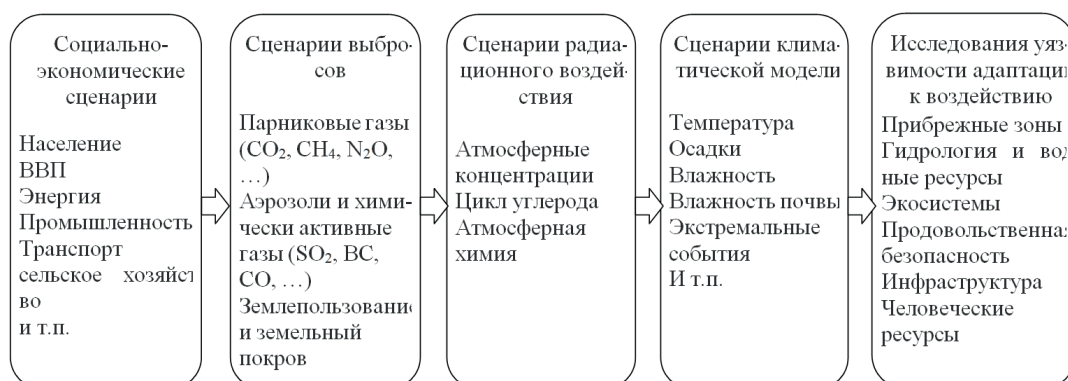 Социально-
экономические
сценарии
Население
ВВП
Энергия
Промышленность
Транспорт
сельское хозяйст
во
и т.п.
Сценарии выбро-
сов
Парниковые газы
(CO₂, CH₄, N₂O,
…)
Аэрозоли и хими-
чески активные
газы (SO₂, BC,
CO, …)
Землепользование
и земельный
покров
Сценарии радиа-
ционного воздей-
ствия
Атмосферные
концентрации
Цикл углерода
Атмосферная
химия
Сценарии клима-
тической модели
Температура
Осадки
Влажность
Влажность почвы
Экстремальные
события
И т.п.
Исследования уяз-
вимости адаптации
к воздействию
Прибрежные зоны
Гидрология и вод
ные ресурсы
Экосистемы
Продовольственная
безопасность
Инфраструктура
Человеческие
ресурсы